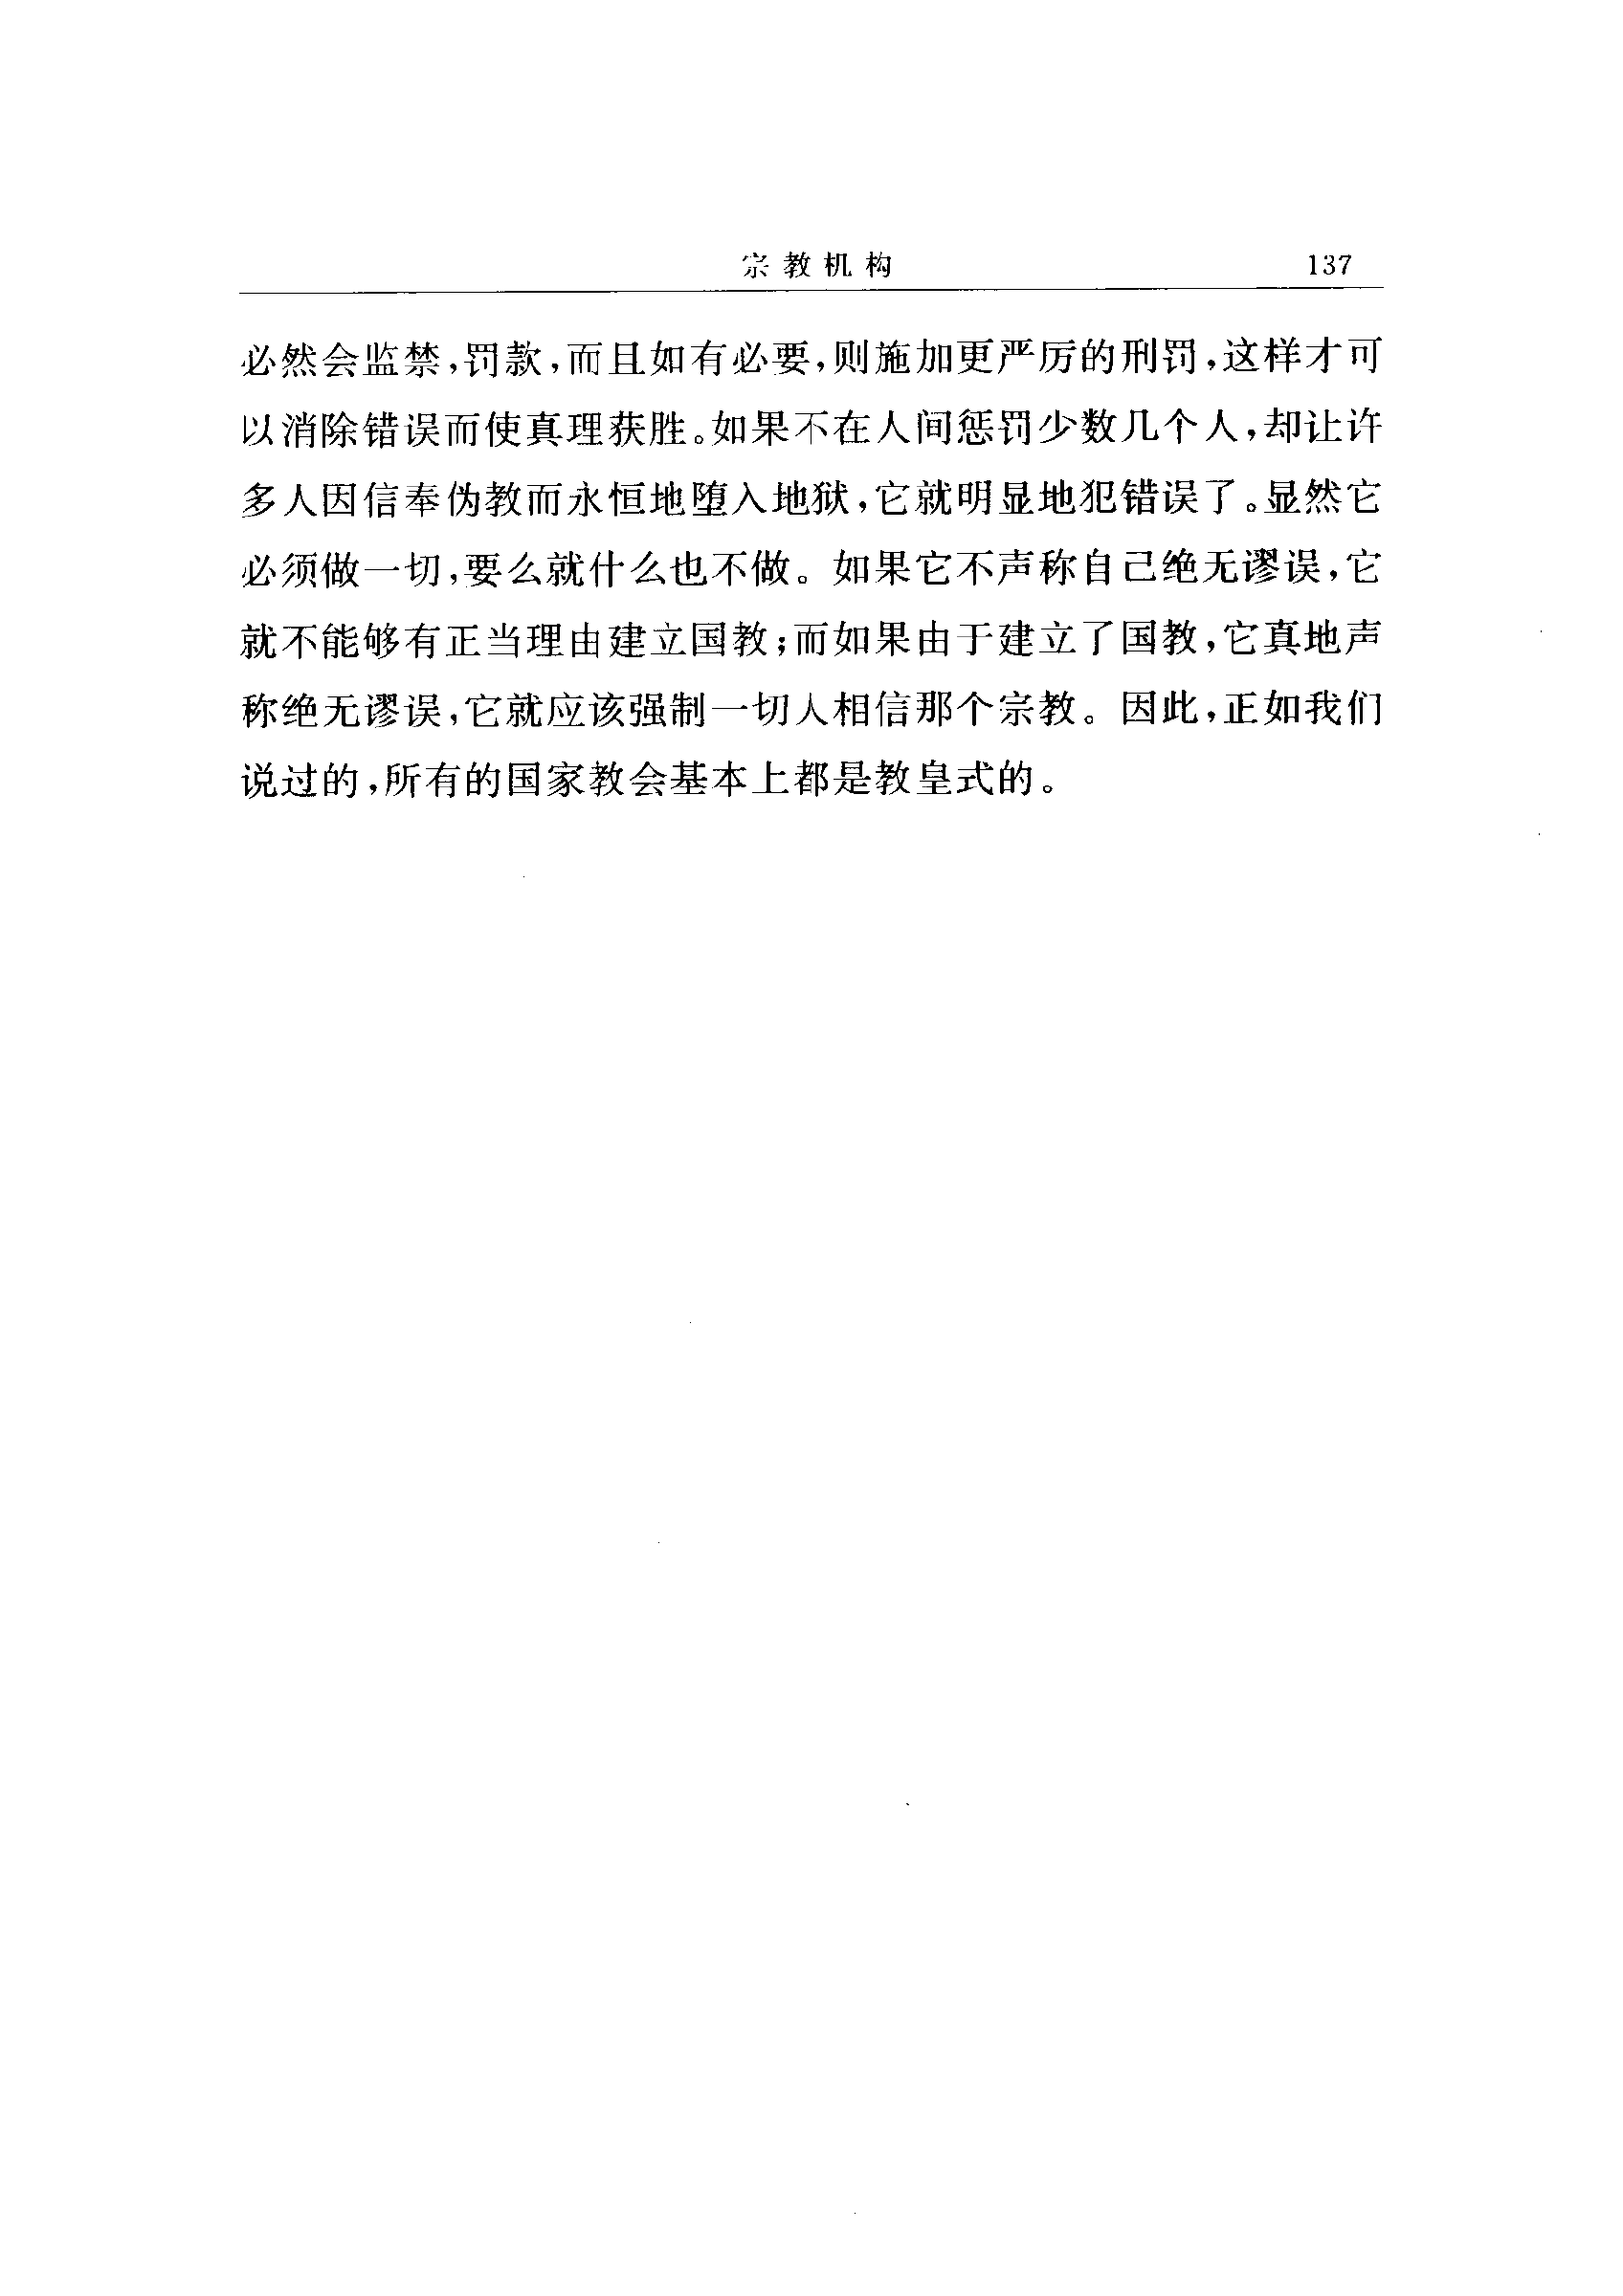 宗教机构 137
必然会监禁,罚款,而且如有必要,则施加更严厉的刑罚,这样才可
以消除错误而使真理获胜。如果不在人间惩罚少数几个人,却让许
多人因信奉伪教而永恒地堕入地狱,它就明显地犯错误了。显然它
必须做一切,要么就什么也不做。如果它不声称自己绝无谬误,它
就不能够有正当理由建立国教;而如果由于建立了国教,它真地声
称绝无谬误,它就应该强制一切人相信那个宗教。因此,正如我们
说过的,所有的国家教会基本上都是教皇式的。